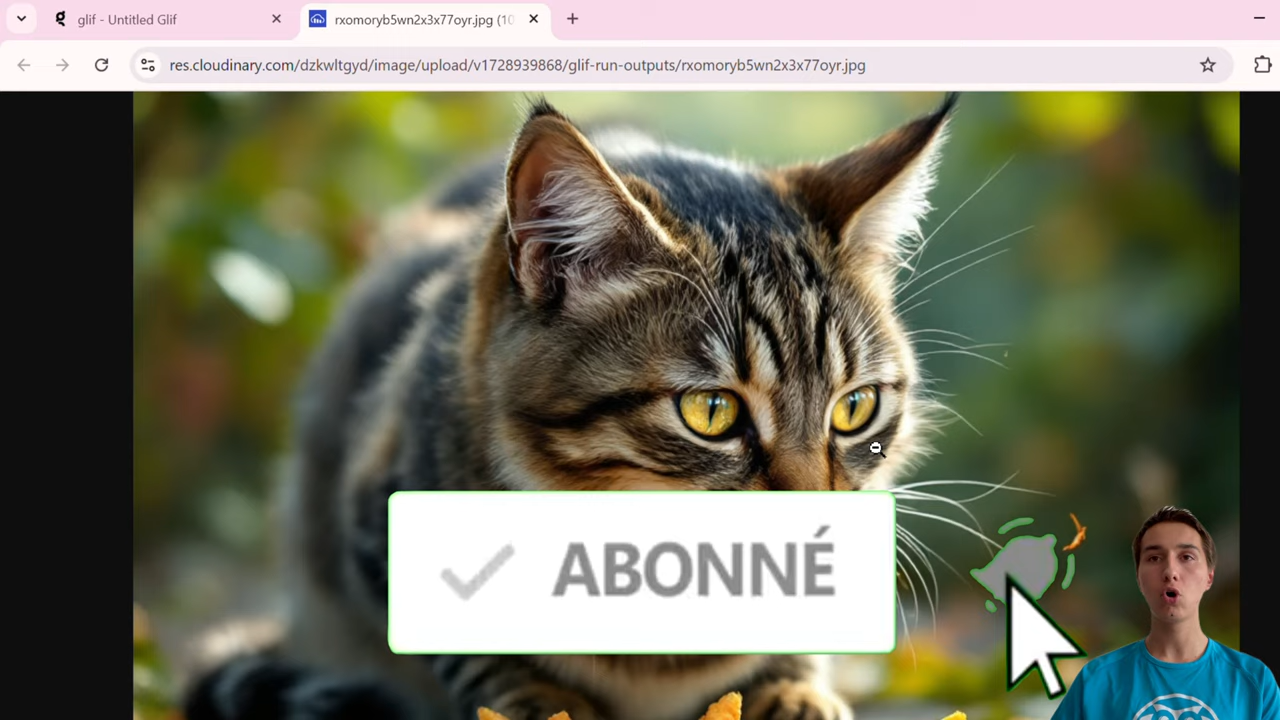 glif - Untitled Glif
rxomoryb5wn2x3x77oyr.jpg (10
res.cloudinary.com/dzkwltgyd/image/upload/v1728939868/glif-run-outputs/rxomoryb5wn2x3x77oyr.jpg
ABONNÉ